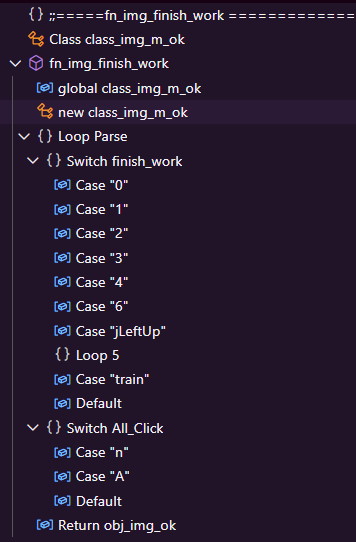 {} ;;=====fn_img_finish_work =============
Class class_img_m_ok
fn_img_finish_work
global class_img_m_ok
new class_img_m_ok
{} Loop Parse
{} Switch finish_work
Case "0"
Case "1"
Case "2"
Case "3"
Case "4"
Case "6"
Case "jLeftUp"
{} Loop 5
Case "train"
Default
{} Switch All_Click
Case "n"
Case "A"
Default
Return obj_img_ok